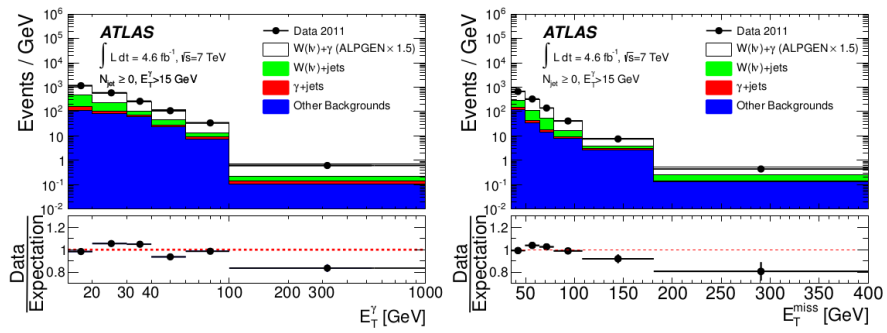 Events / GeV
10⁶
10⁵
10⁴
10³
10²
10
1
10⁻¹
10⁻²
ATLAS
∫ L dt = 4.6 fb⁻¹, √s=7 TeV
N_jet ≥ 0, E_T^γ>15 GeV
Data 2011
W(lν)+γ (ALPGEN × 1.5)
W(lν)+jets
γ+jets
Other Backgrounds
Data
Expectation
1.2
1
0.8
20 30 40 100 200 300 1000
E_T^γ [GeV]
Events / GeV
10⁶
10⁵
10⁴
10³
10²
10
1
10⁻¹
10⁻²
ATLAS
∫ L dt = 4.6 fb⁻¹, √s=7 TeV
N_jet ≥ 0, E_T^γ>15 GeV
Data 2011
W(lν)+γ (ALPGEN × 1.5)
W(lν)+jets
γ+jets
Other Backgrounds
Data
Expectation
1.2
1
0.8
50 100 150 200 250 300 350 400
E_T^miss [GeV]